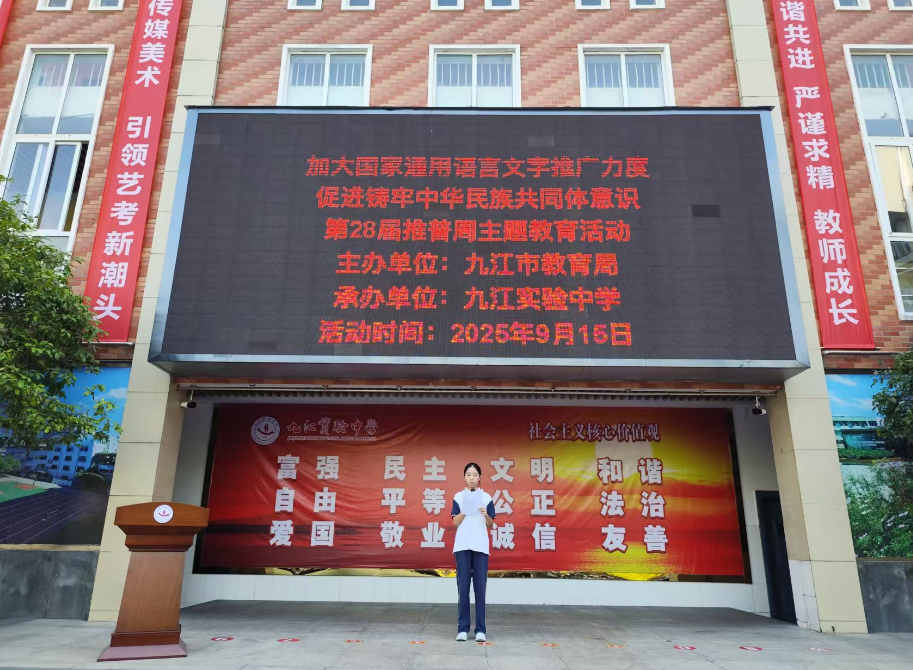 传媒美术 引领艺考新潮头
谐共进 严谨求精 教师成长
加大国家通用语言文字推广力度
促进铸牢中华民族共同体意识
第28届推普周主题教育活动
主办单位：九江市教育局
承办单位：九江实验中学
活动时间：2025年9月15日
九江实验中学
社会主义核心价值观
富强 民主 文明 和谐
自由 平等 公正 法治
爱国 敬业 诚信 友善